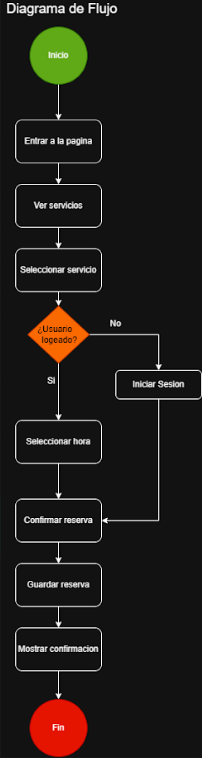 Diagrama de Flujo
Inicio
Entrar a la pagina
Ver servicios
Seleccionar servicio
¿Usuario
logeado?
No
Si
Iniciar Sesion
Seleccionar hora
Confirmar reserva
Guardar reserva
Mostrar confirmacion
Fin